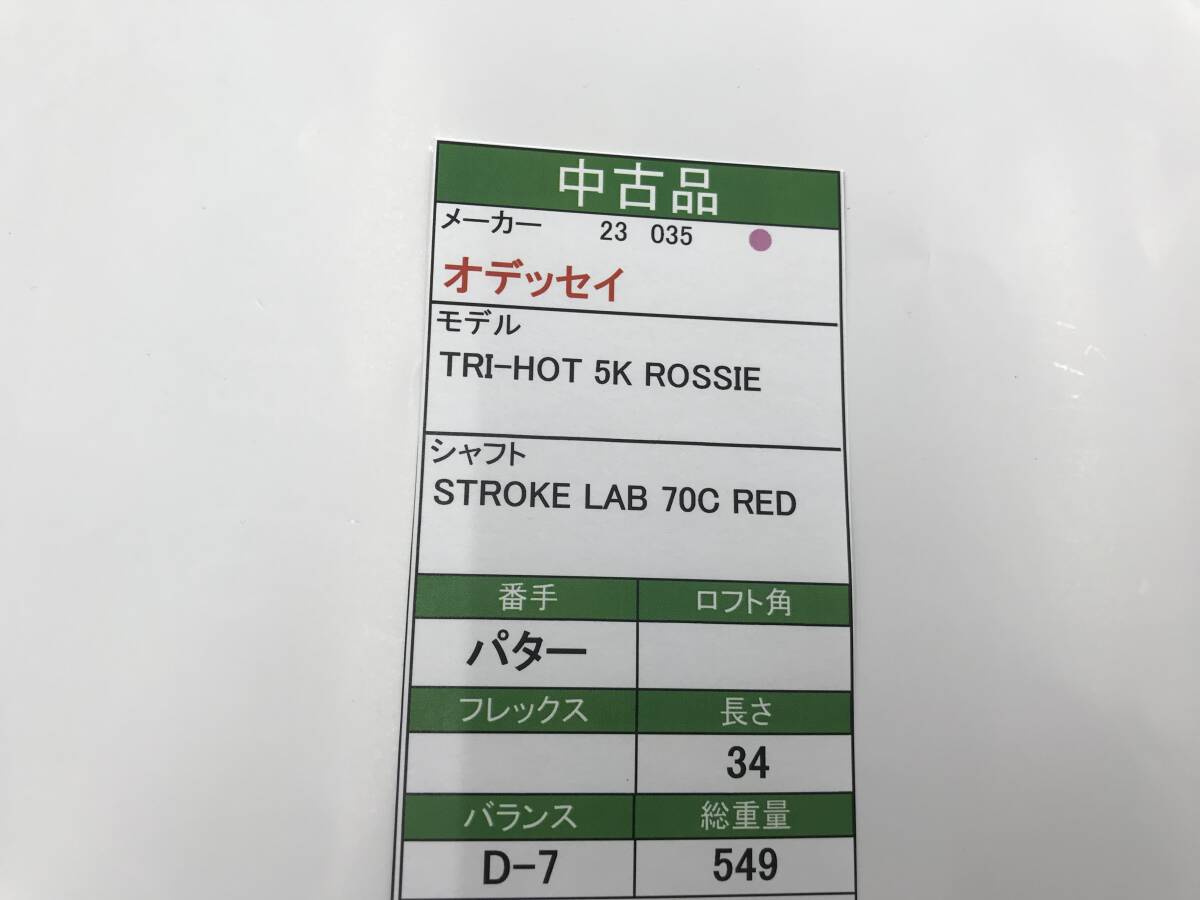 中古品
メーカー 23 035
オデッセイ
モデル
TRI-HOT 5K ROSSIE
シャフト
STROKE LAB 70C RED
番手 ロフト角
パター
フレックス 長さ
34
バランス 総重量
D-7 549